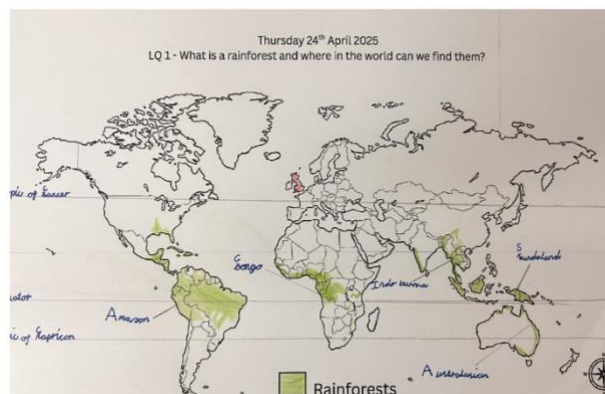 Thursday 24th April 2025
LQ 1 - What is a rainforest and where in the world can we find them?
pic of Cancer
Congo
Indo burma
Sundaland
ator
Amazon
ic of Capricon
Australasian
Rainforests